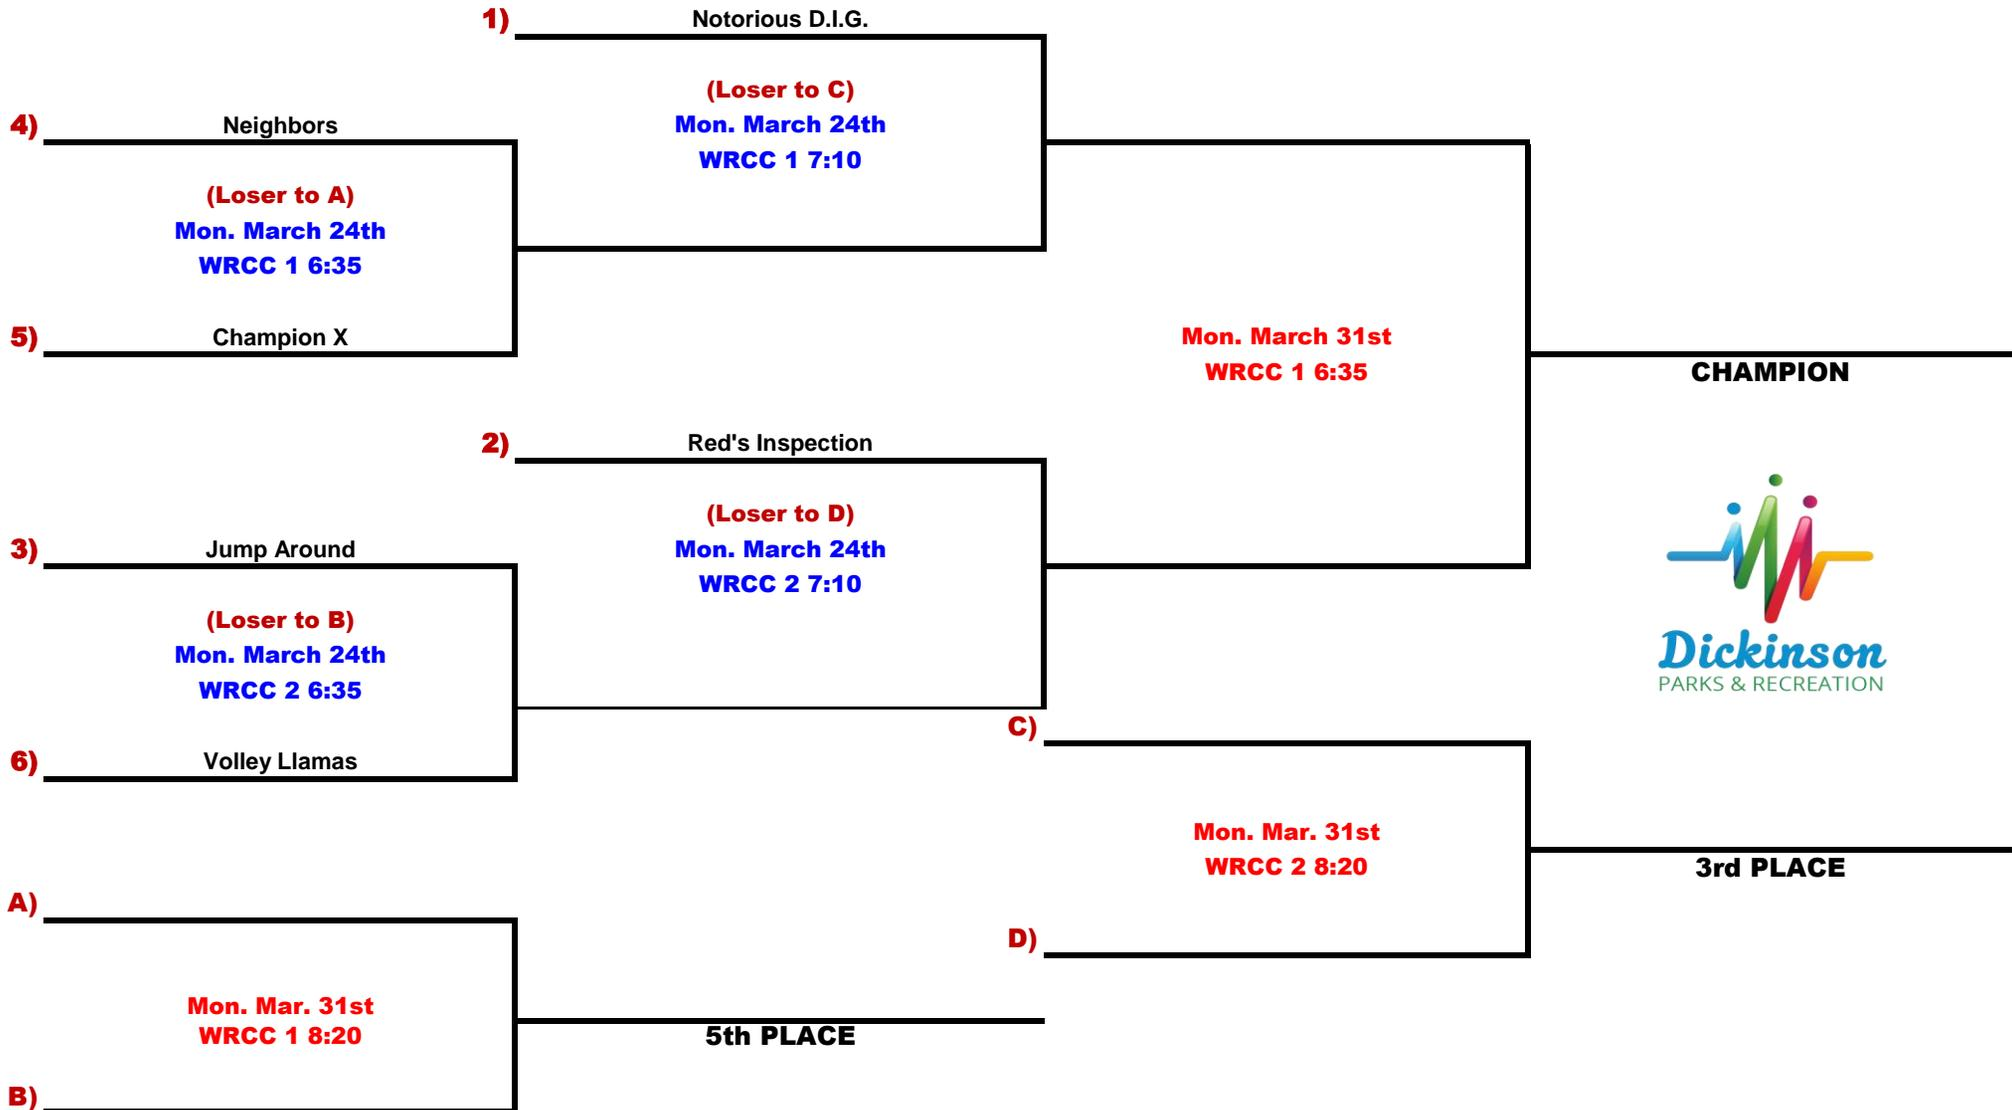 1)
Notorious D.I.G.
(Loser to C)
Mon. March 24th
WRCC 1 7:10
4)
Neighbors
(Loser to A)
Mon. March 24th
WRCC 1 6:35
5)
Champion X
Mon. March 31st
WRCC 1 6:35
CHAMPION
2)
Red's Inspection
(Loser to D)
Mon. March 24th
WRCC 2 7:10
3)
Jump Around
(Loser to B)
Mon. March 24th
WRCC 2 6:35
6)
Volley Llamas
Dickinson
PARKS & RECREATION
C)
Mon. Mar. 31st
WRCC 2 8:20
3rd PLACE
D)
A)
Mon. Mar. 31st
WRCC 1 8:20
5th PLACE
B)